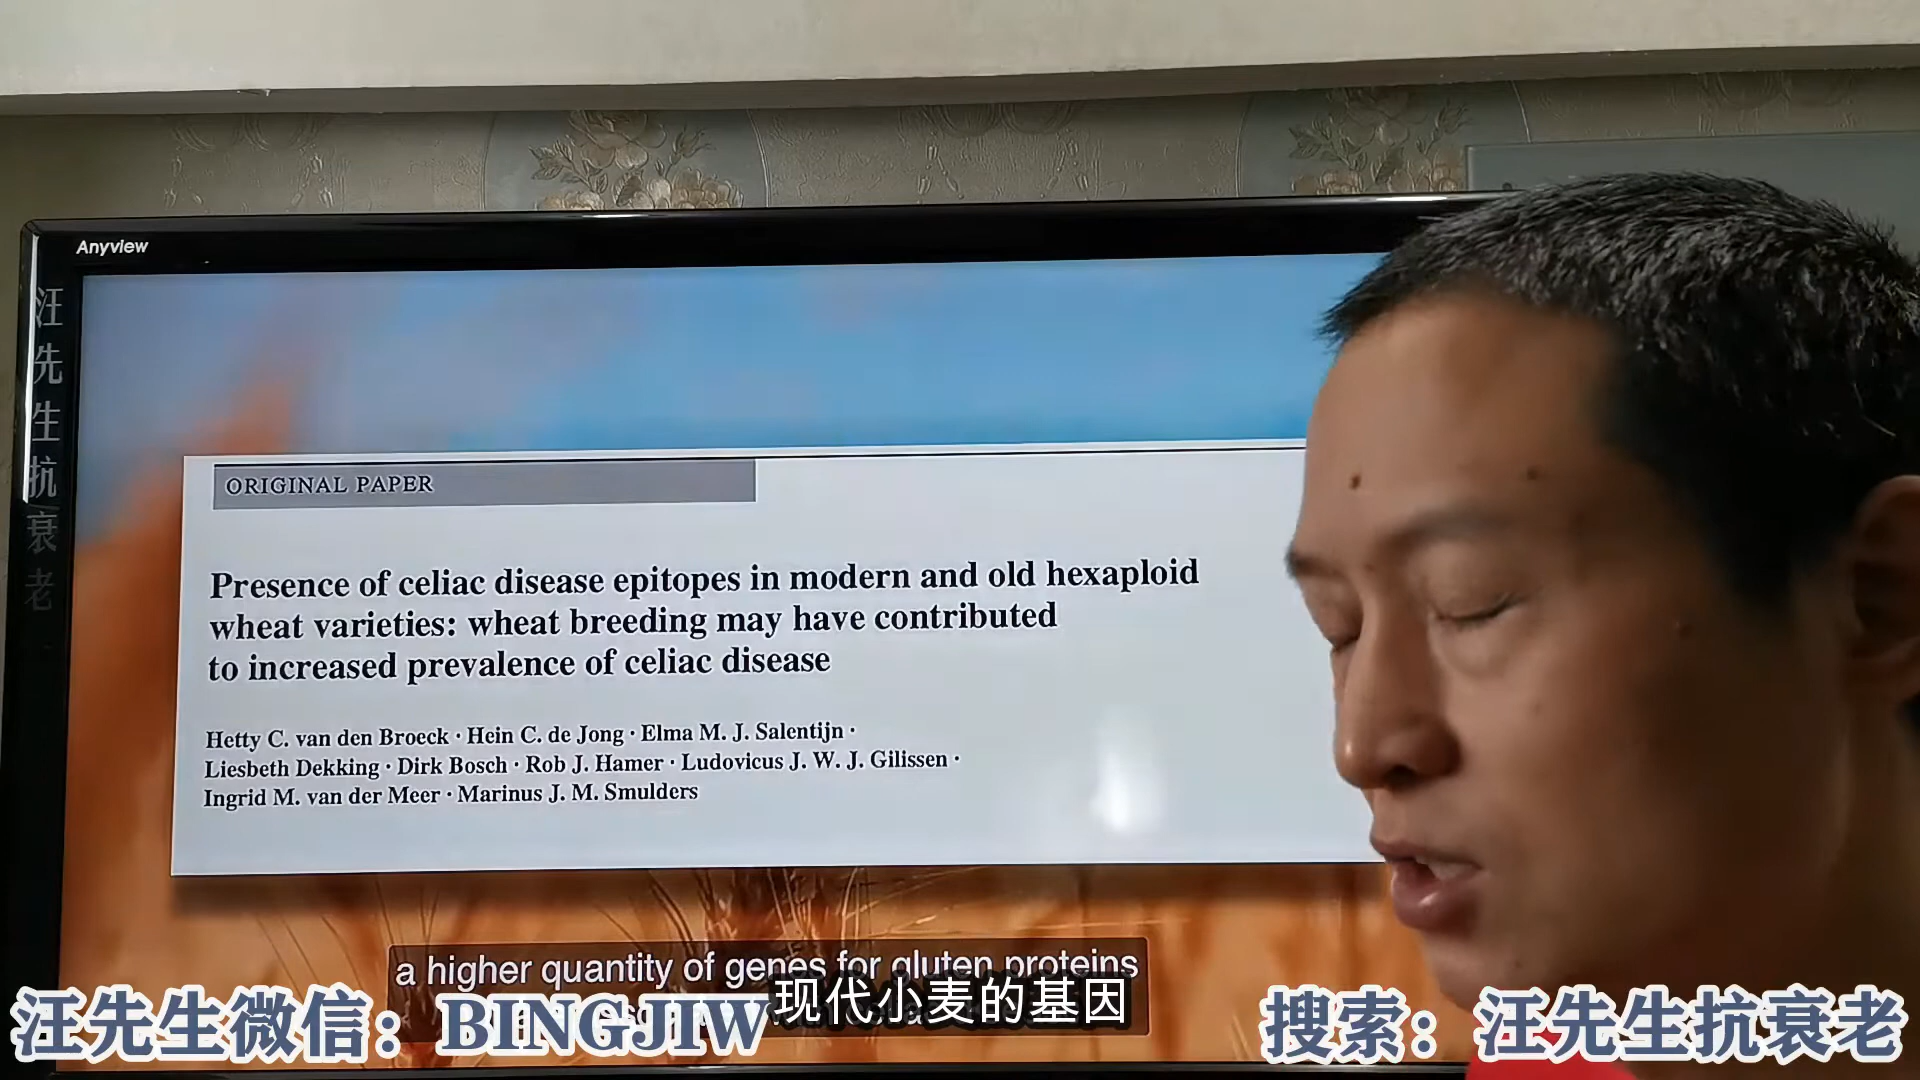 Anyview
汪先生抗衰老
ORIGINAL PAPER
Presence of celiac disease epitopes in modern and old hexaploid
wheat varieties: wheat breeding may have contributed
to increased prevalence of celiac disease
Hetty C. van den Broeck · Hein C. de Jong · Elma M. J. Salentijn ·
Liesbeth Dekking · Dirk Bosch · Rob J. Hamer · Ludovicus J. W. J. Gilissen ·
Ingrid M. van der Meer · Marinus J. M. Smulders
a higher quantity of genes for gluten proteins
现代小麦的基因
汪先生微信：BINGJIW
搜索：汪先生抗衰老